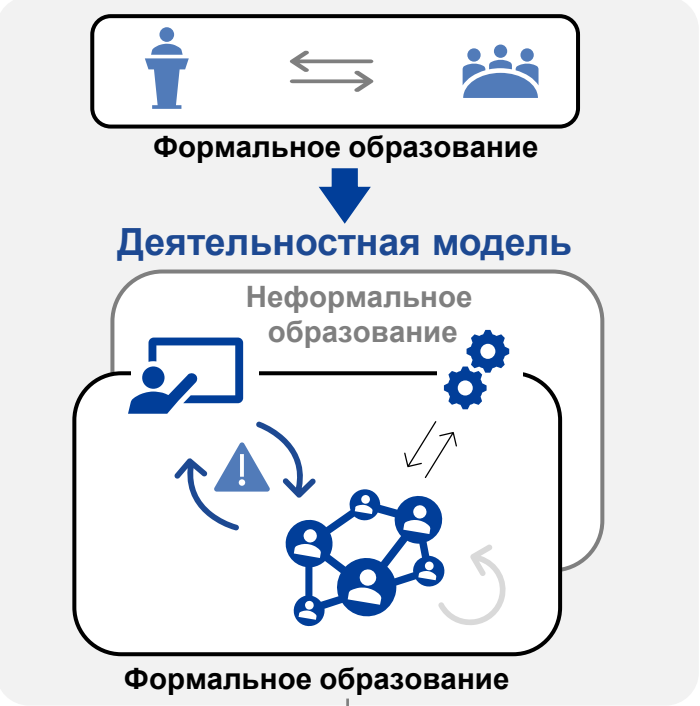 Формальное образование
Деятельностная модель
Неформальное
образование
Формальное образование